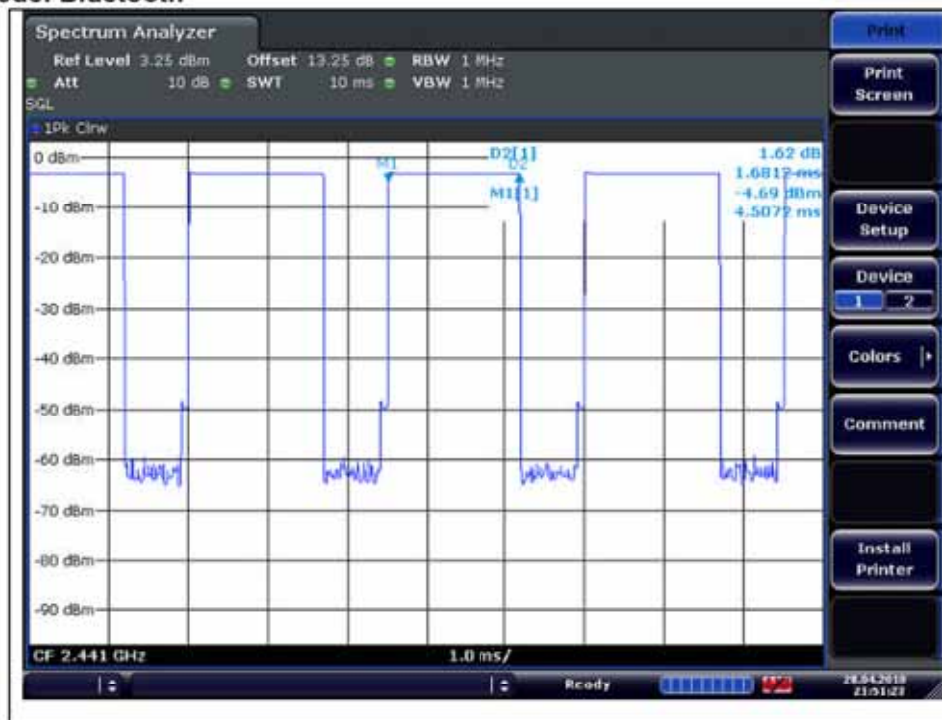 Spectrum Analyzer
Ref Level 3.25 dBm Offset 13.25 dB RBW 1 MHz
Att 10 dB SWT 10 ms VBW 1 MHz
SGL
1Pk Clrw
0 dBm
M1
D2[1] 1.62 dB
D2
1.6812 ms
M1[1] -4.69 dBm
4.5072 ms
-10 dBm
-20 dBm
-30 dBm
-40 dBm
-50 dBm
-60 dBm
-70 dBm
-80 dBm
-90 dBm
CF 2.441 GHz 1.0 ms/
Ready
21:51:23
Print
Print
Screen
Device
Setup
Device
1 2
Colors
Comment
Install
Printer